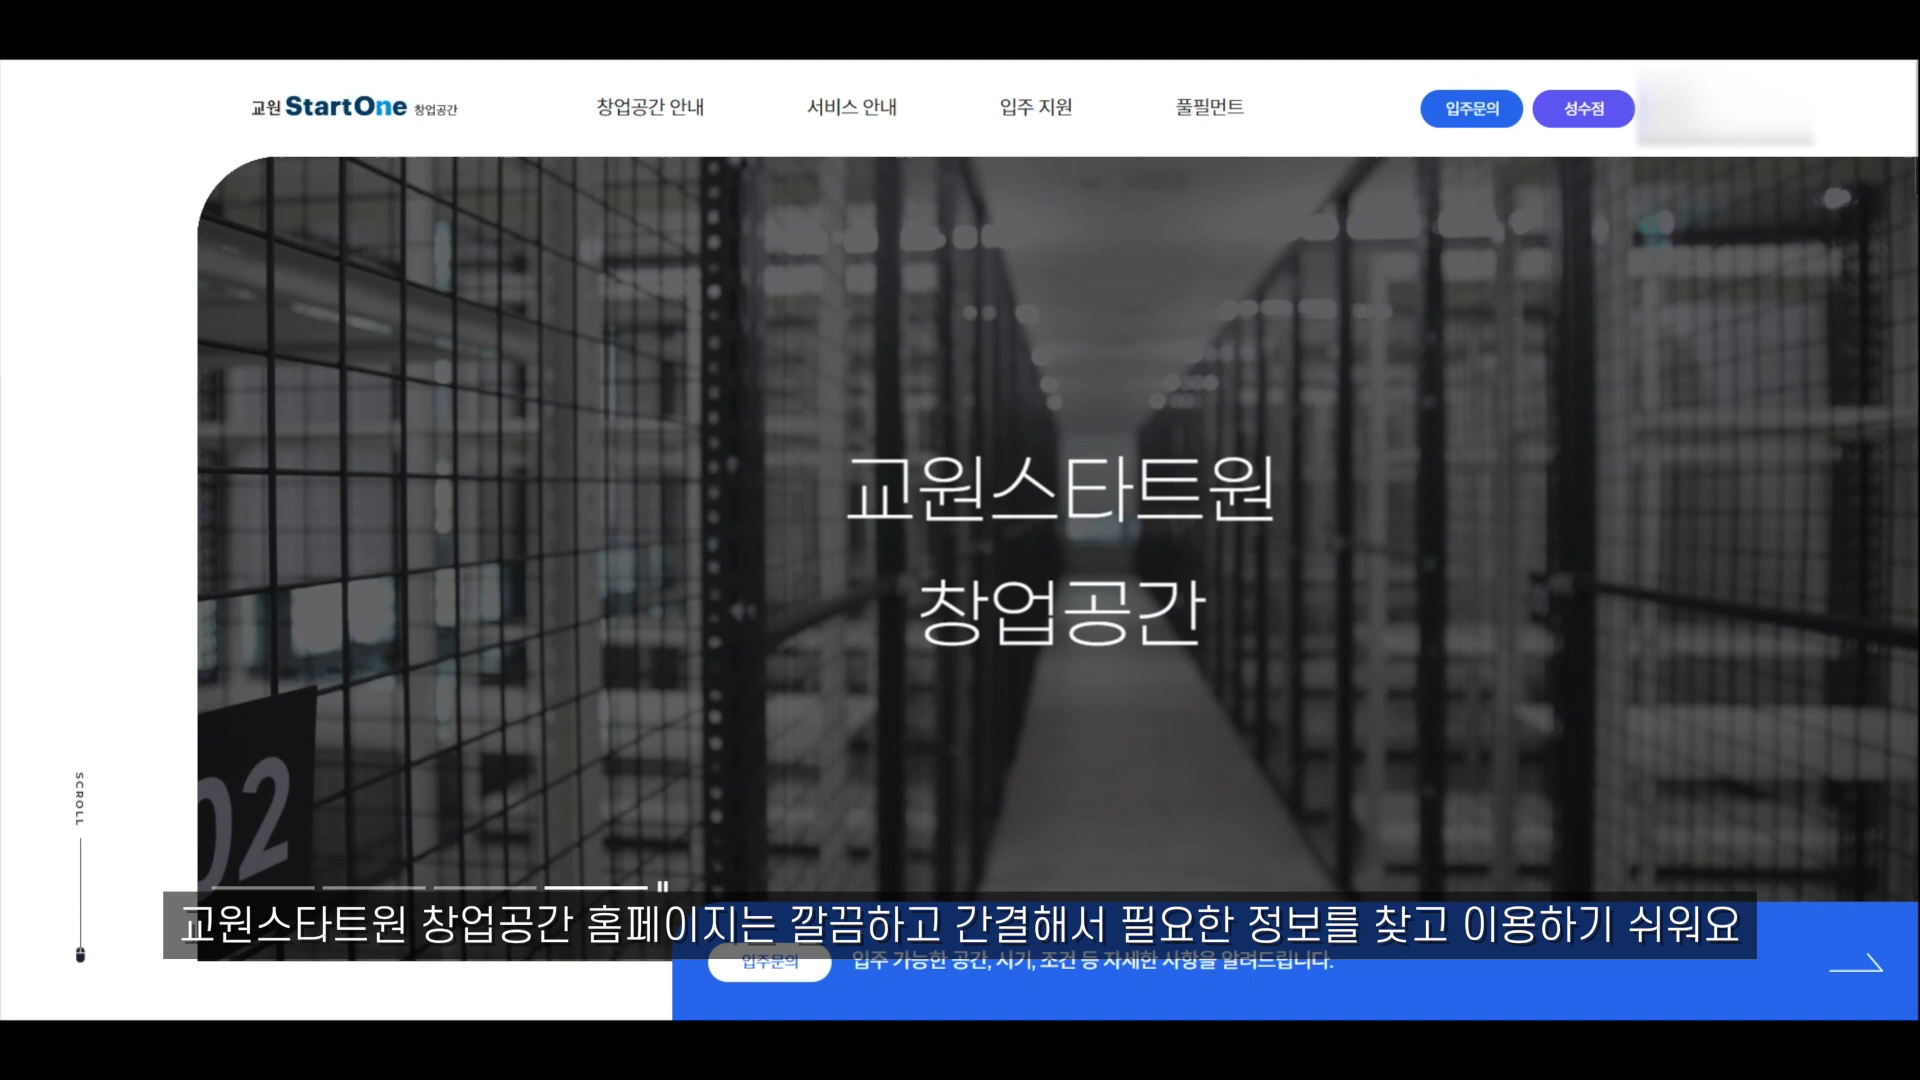 교원 StartOne 창업공간
창업공간 안내
서비스 안내
입주 지원
풀필먼트
입주문의
성수점
교원스타트원
창업공간
02
SCROLL
교원스타트원 창업공간 홈페이지는 깔끔하고 간결해서 필요한 정보를 찾고 이용하기 쉬워요
입주문의
입주 가능한 공간, 시기, 조건 등 자세한 사항을 알려드립니다.